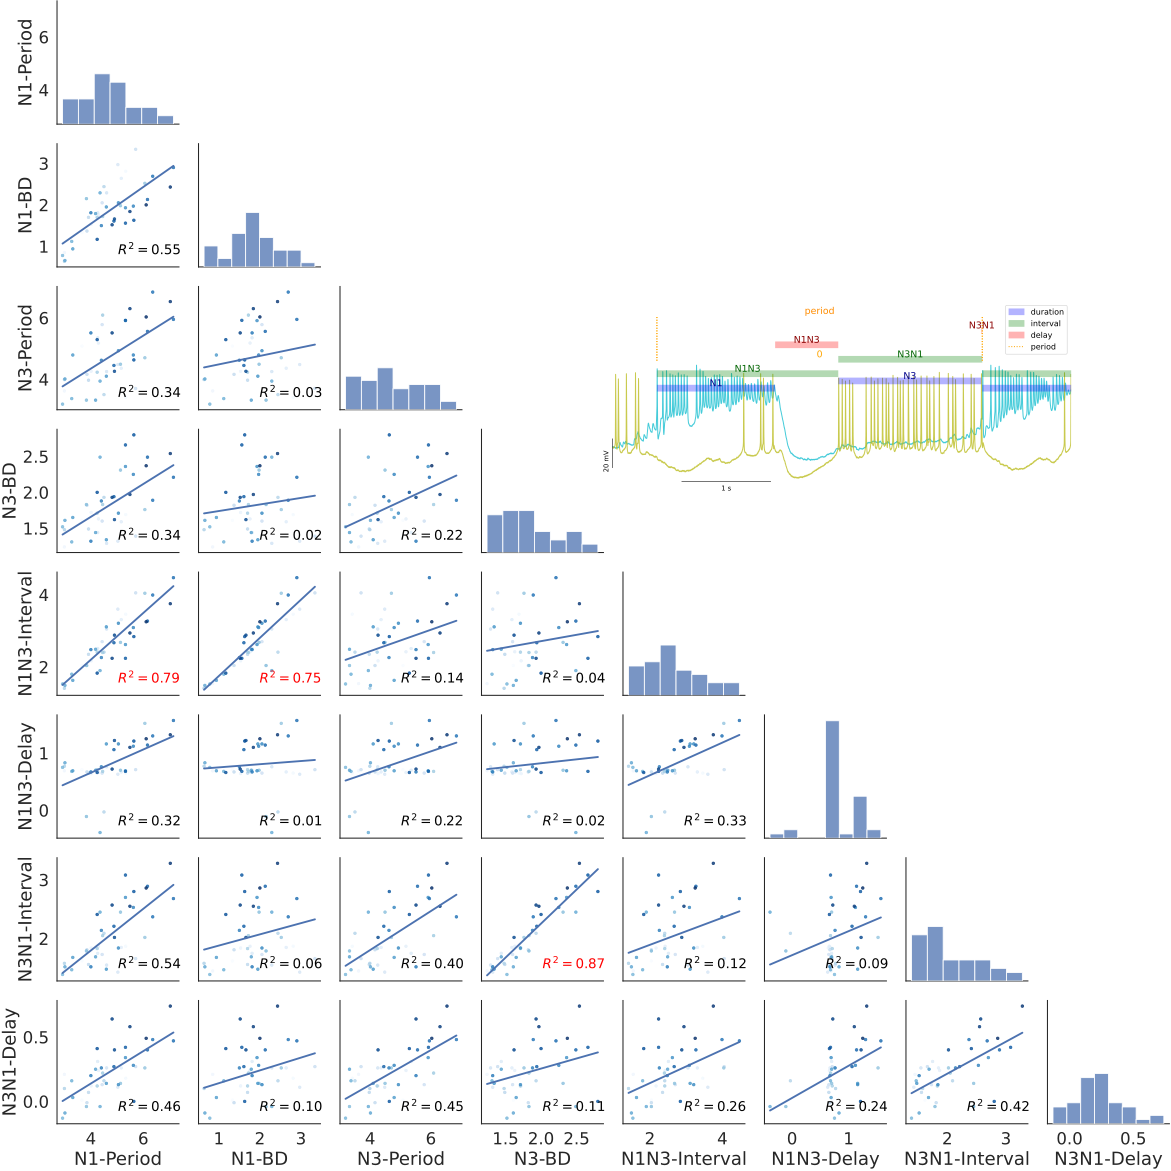 N1-Period
6
4
N1-BD
3
2
1
R² = 0.55
N3-Period
6
4
R² = 0.34
R² = 0.03
period
N3N1
N1N3
0
N3N1
N1N3
N3
N1
duration
interval
delay
period
20 mV
1 s
N3-BD
2.5
2.0
1.5
R² = 0.34
R² = 0.02
R² = 0.22
N1N3-Interval
4
2
R² = 0.79
R² = 0.75
R² = 0.14
R² = 0.04
N1N3-Delay
1
0
R² = 0.32
R² = 0.01
R² = 0.22
R² = 0.02
R² = 0.33
N3N1-Interval
3
2
R² = 0.54
R² = 0.06
R² = 0.40
R² = 0.87
R² = 0.12
R² = 0.09
N3N1-Delay
0.5
0.0
R² = 0.46
R² = 0.10
R² = 0.45
R² = 0.11
R² = 0.26
R² = 0.24
R² = 0.42
4 6 1 2 3 4 6 1.5 2.0 2.5 2 4 0 1 2 3 0.0 0.5
N1-Period N1-BD N3-Period N3-BD N1N3-Interval N1N3-Delay N3N1-Interval N3N1-Delay